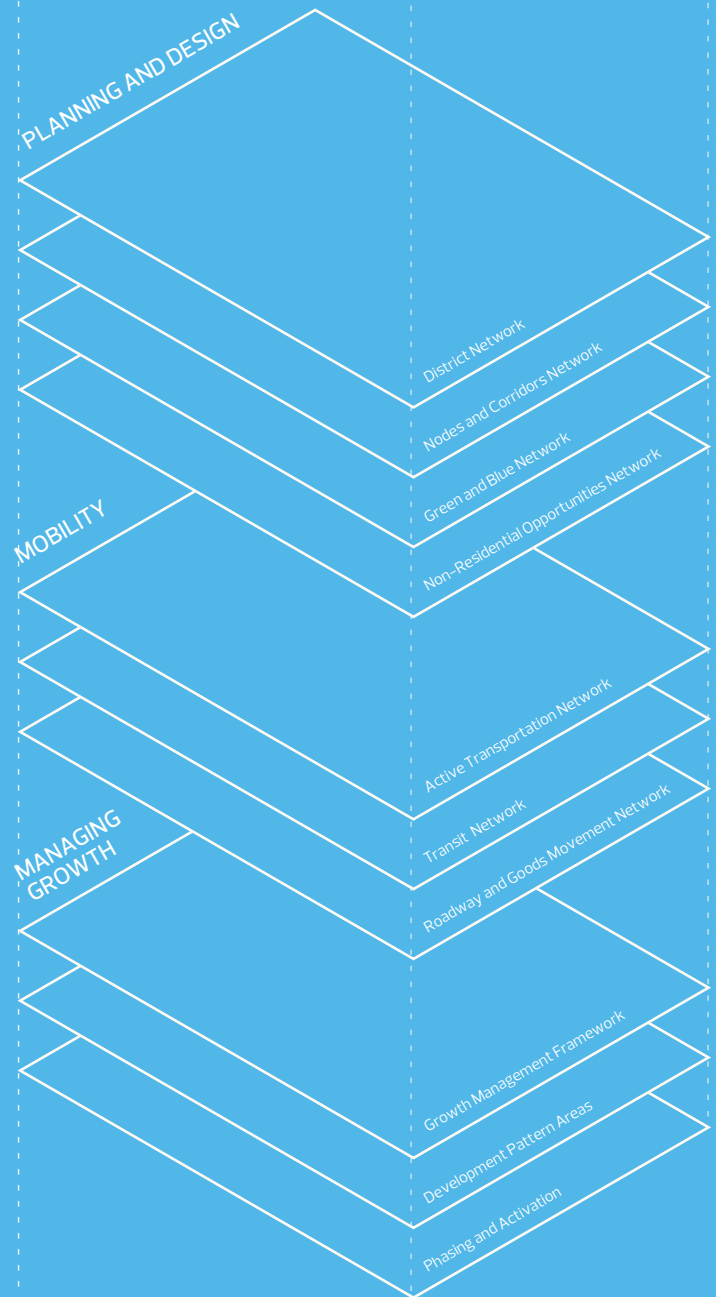 PLANNING AND DESIGN
District Network
Nodes and Corridors Network
Green and Blue Network
Non-Residential Opportunities Network
MOBILITY
Active Transportation Network
Transit Network
Roadway and Goods Movement Network
MANAGING
GROWTH
Growth Management Framework
Development Pattern Areas
Phasing and Activation